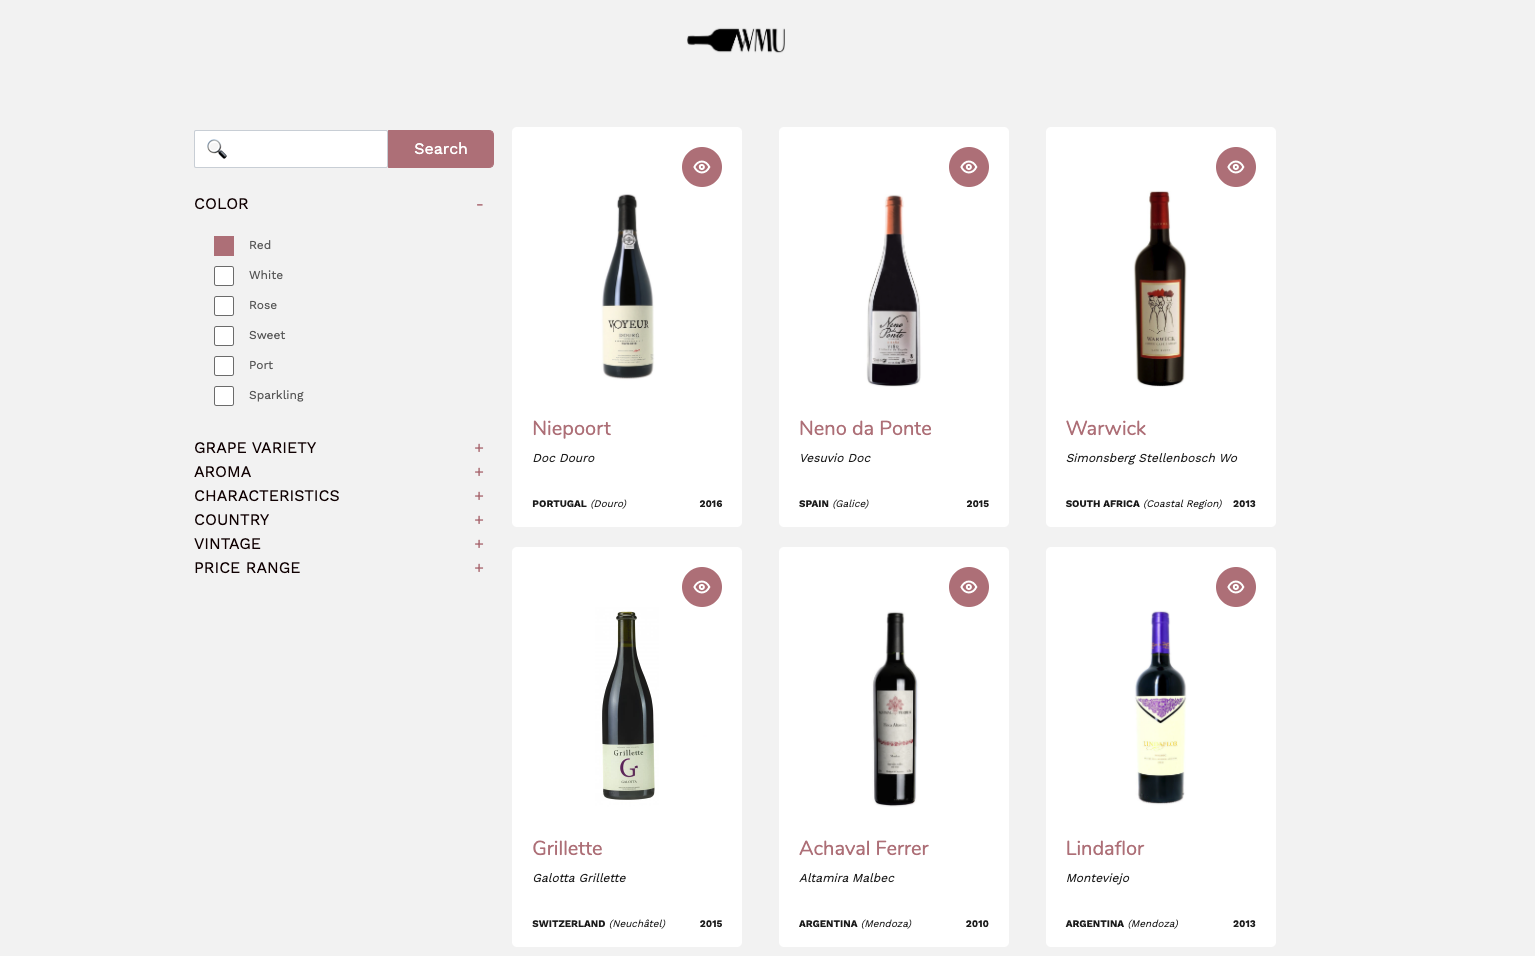 WMU
Search
COLOR -
Red
White
Rose
Sweet
Port
Sparkling
GRAPE VARIETY +
AROMA +
CHARACTERISTICS +
COUNTRY +
VINTAGE +
PRICE RANGE +
VOYEUR
Niepoort
Doc Douro
PORTUGAL (Douro) 2016
Neno
Ponte
Neno da Ponte
Vesuvio Doc
SPAIN (Galice) 2015
WARWICK
Warwick
Simonsberg Stellenbosch Wo
SOUTH AFRICA (Coastal Region) 2013
Grillette
G
Grillette
Galotta Grillette
SWITZERLAND (Neuchâtel) 2015
Achaval Ferrer
Altamira Malbec
ARGENTINA (Mendoza) 2010
Lindaflor
Monteviejo
ARGENTINA (Mendoza) 2013